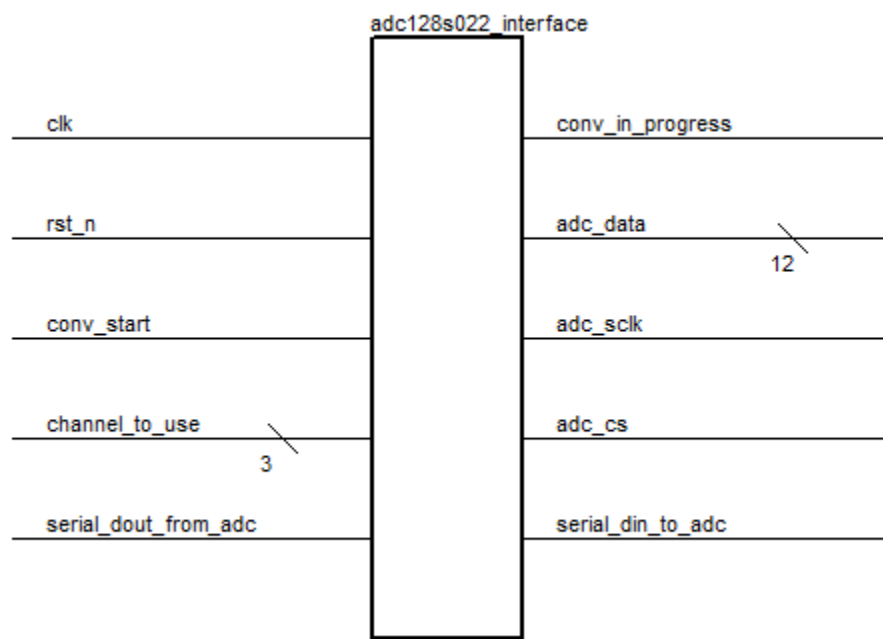 adc128s022_interface
clk
conv_in_progress
rst_n
adc_data
12
conv_start
adc_sclk
channel_to_use
3
adc_cs
serial_dout_from_adc
serial_din_to_adc